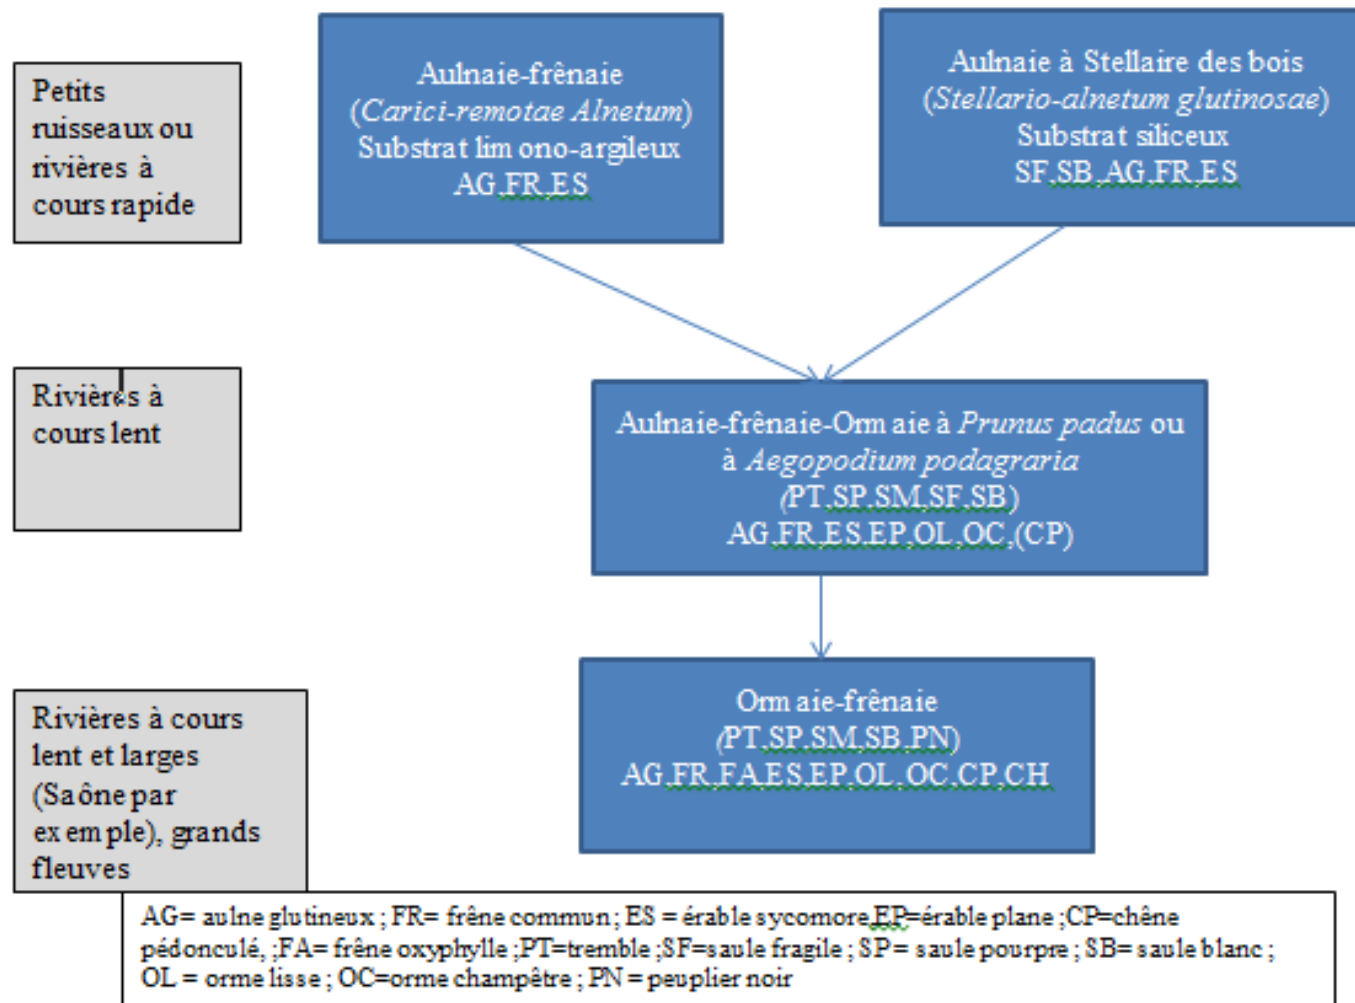 Petits
ruisseaux ou
rivières à
cours rapide
Aulnaie-frênaie
(Carici-remotae Alnetum)
Substrat limono-argileux
AG,FR,ES
Aulnaie à Stellaire des bois
(Stellario-alnetum glutinosae)
Substrat siliceux
SF,SB,AG,FR,ES
Rivières à
cours lent
Aulnaie-frênaie-Ormaie à Prunus padus ou
à Aegopodium podagraria
(PT,SP,SM,SF,SB)
AG,FR,ES,EP,OL,OC,(CP)
Rivières à cours
lent et larges
(Saône par
exemple), grands
fleuves
Ormaie-frênaie
(PT,SP,SM,SB,PN)
AG,FR,FA,ES,EP,OL,OC,CP,CH
AG= aulne glutineux ; FR= frêne commun ; ES = érable sycomore,EP=érable plane ;CP=chêne
pédonculé, ;FA= frêne oxyphylle ;PT=tremble ;SF=saule fragile ; SP= saule pourpre ; SB= saule blanc ;
OL = orme lisse ; OC=orme champêtre ; PN = peuplier noir